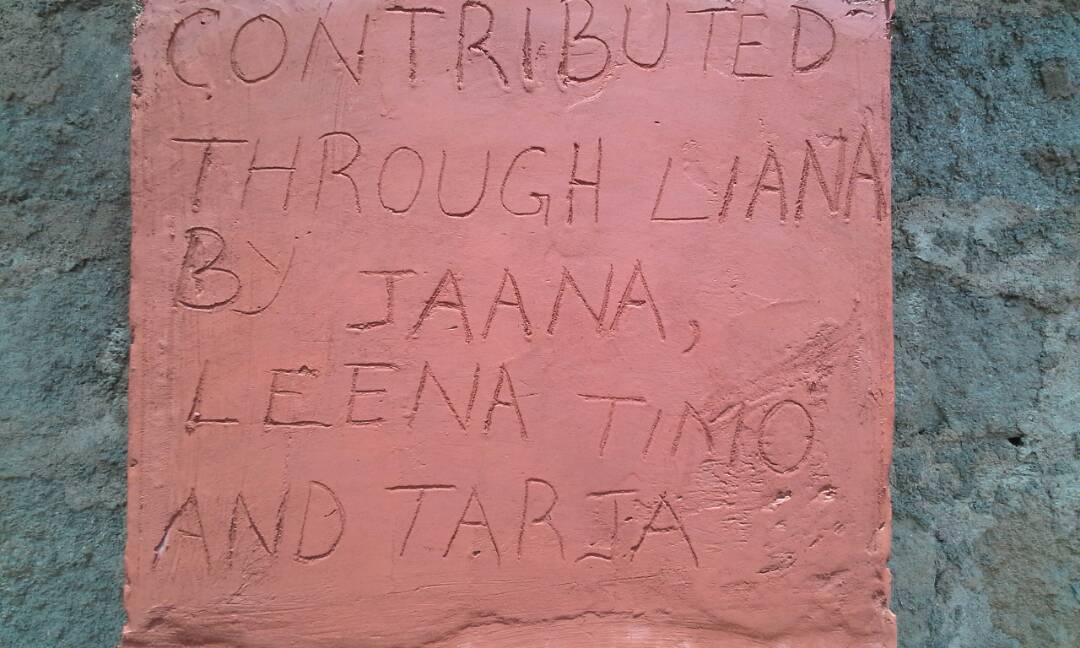 CONTRIBUTED
THROUGH LIANA
By JAANA,
LEENA TIMO
AND TARJA